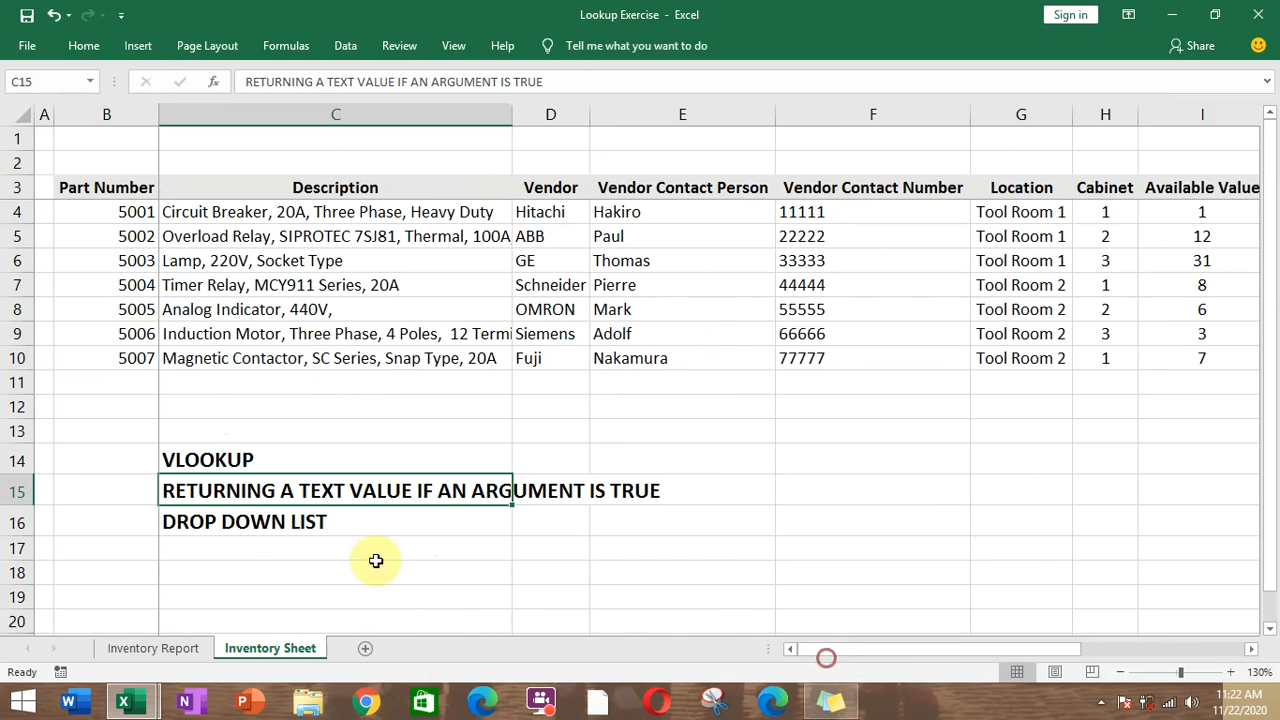 Lookup Exercise - Excel
Sign in
File Home Insert Page Layout Formulas Data Review View Help Tell me what you want to do Share
C15 fx RETURNING A TEXT VALUE IF AN ARGUMENT IS TRUE
A B C D E F G H I
1
2
3 Part Number Description Vendor Vendor Contact Person Vendor Contact Number Location Cabinet Available Value
4 5001 Circuit Breaker, 20A, Three Phase, Heavy Duty Hitachi Hakiro 11111 Tool Room 1 1 1
5 5002 Overload Relay, SIPROTEC 7SJ81, Thermal, 100A ABB Paul 22222 Tool Room 1 2 12
6 5003 Lamp, 220V, Socket Type GE Thomas 33333 Tool Room 1 3 31
7 5004 Timer Relay, MCY911 Series, 20A Schneider Pierre 44444 Tool Room 2 1 8
8 5005 Analog Indicator, 440V, OMRON Mark 55555 Tool Room 2 2 6
9 5006 Induction Motor, Three Phase, 4 Poles, 12 Termi Siemens Adolf 66666 Tool Room 2 3 3
10 5007 Magnetic Contactor, SC Series, Snap Type, 20A Fuji Nakamura 77777 Tool Room 2 1 7
11
12
13
14 VLOOKUP
15 RETURNING A TEXT VALUE IF AN ARGUMENT IS TRUE
16 DROP DOWN LIST
17
18
19
20
Inventory Report Inventory Sheet
Ready 130%
11:22 AM
11/22/2020